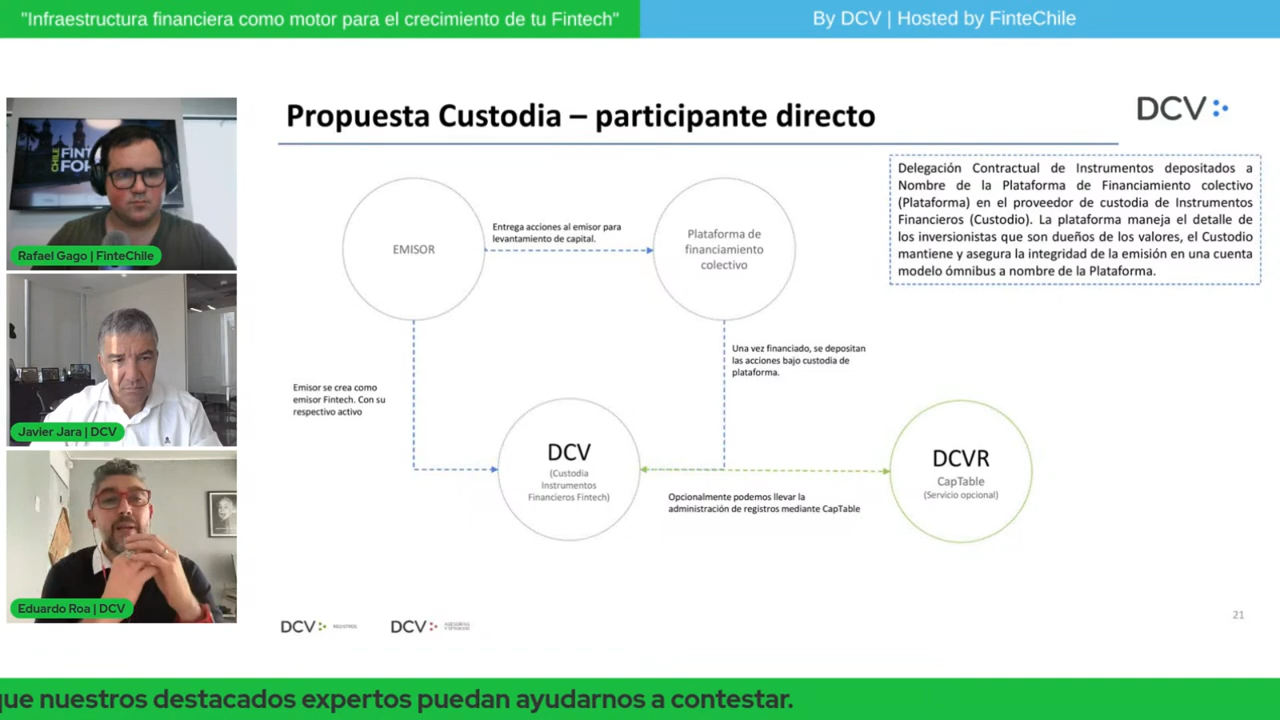 "Infraestructura financiera como motor para el crecimiento de tu Fintech"
By DCV | Hosted by FinteChile
Propuesta Custodia – participante directo
DCV
Delegación Contractual de Instrumentos depositados a
Nombre de la Plataforma de Financiamiento colectivo
(Plataforma) en el proveedor de custodia de Instrumentos
Financieros (Custodio). La plataforma maneja el detalle de
los inversionistas que son dueños de los valores, el Custodio
mantiene y asegura la integridad de la emisión en una cuenta
modelo ómnibus a nombre de la Plataforma.
EMISOR
Entrega acciones al emisor para
levantamiento de capital.
Plataforma de
financiamiento
colectivo
Una vez financiado, se depositan
las acciones bajo custodia de
plataforma.
Emisor se crea como
emisor Fintech. Con su
respectivo activo
DCV
(Custodia
Instrumentos
Financieros Fintech)
Opcionalmente podemos llevar la
administración de registros mediante CapTable
DCVR
CapTable
(Servicio opcional)
CHILE
FINT
FOR
Rafael Gago | FinteChile
Javier Jara | DCV
Eduardo Roa | DCV
DCV REGISTROS
DCV
21
que nuestros destacados expertos puedan ayudarnos a contestar.